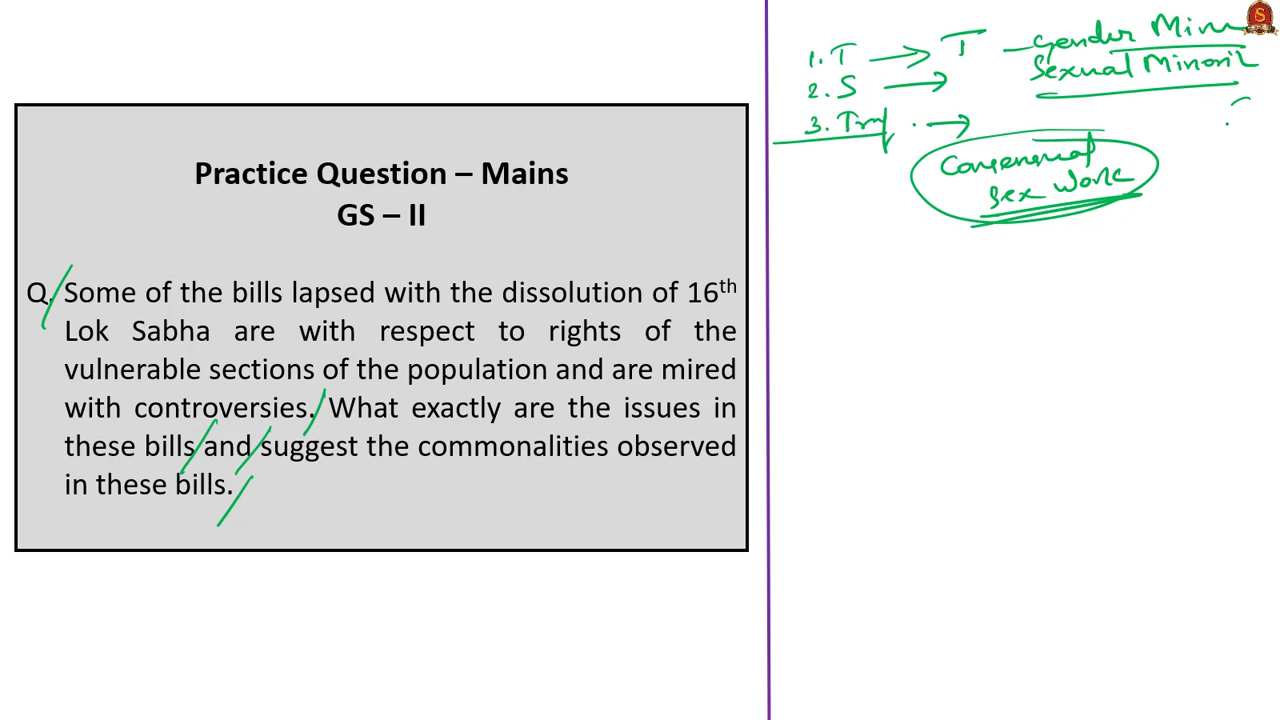 Practice Question – Mains
GS – II
Q. Some of the bills lapsed with the dissolution of 16th
Lok Sabha are with respect to rights of the
vulnerable sections of the population and are mired
with controversies. What exactly are the issues in
these bills and suggest the commonalities observed
in these bills.
1. T → T – Gender Min
Sexual Minorit
2. S →
3. Traf . →
Consensual
Sex Work
S